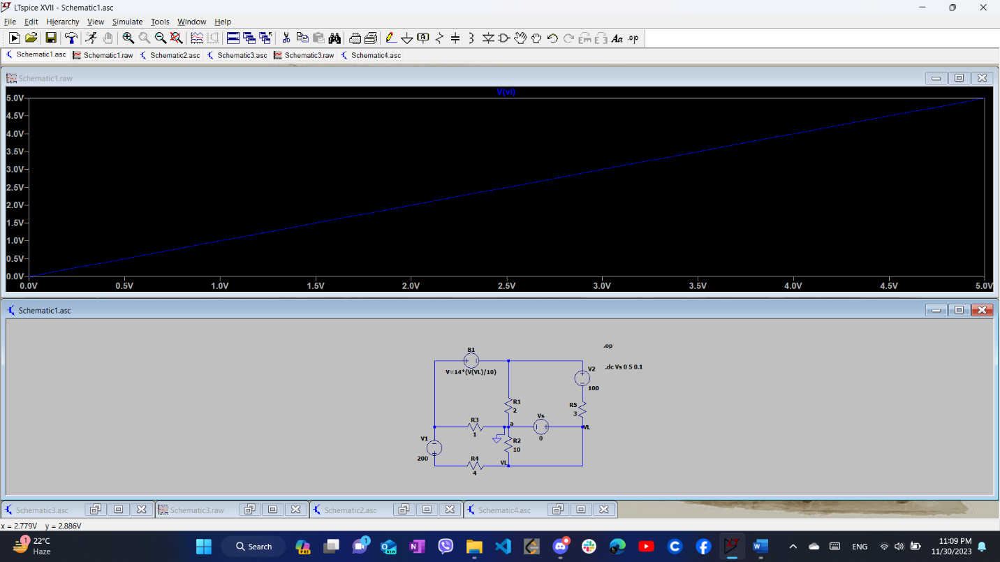 LTspice XVII - Schematic1.asc
File Edit Hierarchy View Simulate Tools Window Help
Schematic1.asc Schematic1.raw Schematic2.asc Schematic3.asc Schematic3.raw Schematic4.asc
Schematic1.raw
V(vl)
5.0V
4.5V
4.0V
3.5V
3.0V
2.5V
2.0V
1.5V
1.0V
0.5V
0.0V
0.0V 0.5V 1.0V 1.5V 2.0V 2.5V 3.0V 3.5V 4.0V 4.5V 5.0V
Schematic1.asc
.op
B1
V=14*(V(VL)/10)
V2
.dc Vs 0 5 0.1
100
R1
2
R5
3
Vs
R3
a
VL
1
0
V1
R2
10
200
R4
VL
4
Schematic3.asc Schematic3.raw Schematic2.asc Schematic4.asc
x = 2.779V y = 2.886V
1
22°C
Haze
Search
PRE
1
NEW
ENG
11:09 PM
11/30/2023